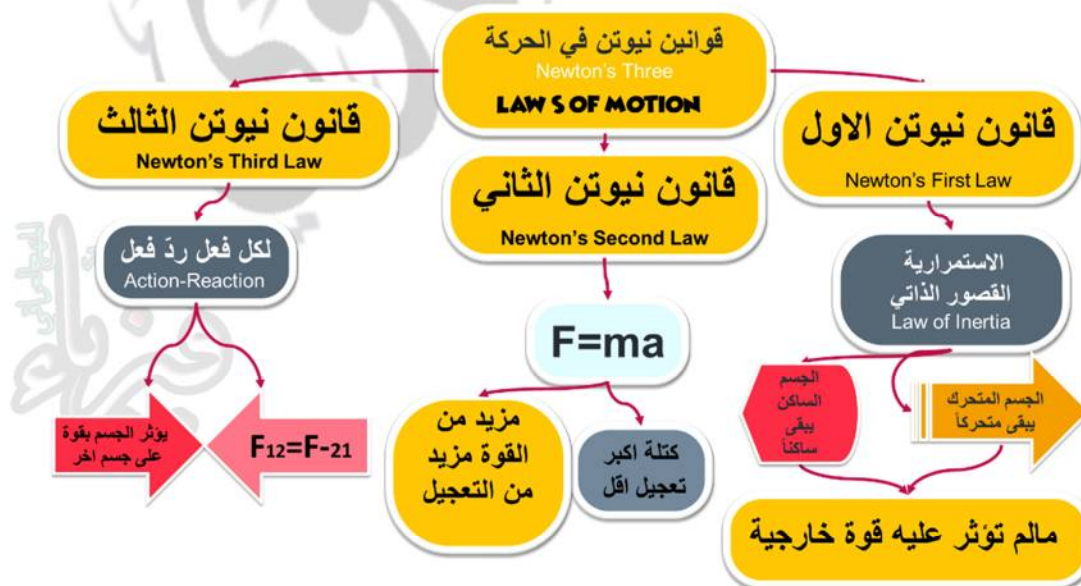 قوانين نيوتن في الحركة
Newton's Three
LAWS OF MOTION
قانون نيوتن الاول
Newton's First Law
الاستمرارية
القصور الذاتي
Law of Inertia
الجسم المتحرك
يبقى متحركاً
الجسم
الساكن
يبقى
ساكناً
مالم تؤثر عليه قوة خارجية
قانون نيوتن الثاني
Newton's Second Law
F=ma
كتلة اكبر
تعجيل اقل
مزيد من
القوة مزيد
من التعجيل
قانون نيوتن الثالث
Newton's Third Law
لكل فعل ردّ فعل
Action-Reaction
F12=F-21
يؤثر الجسم بقوة
على جسم اخر